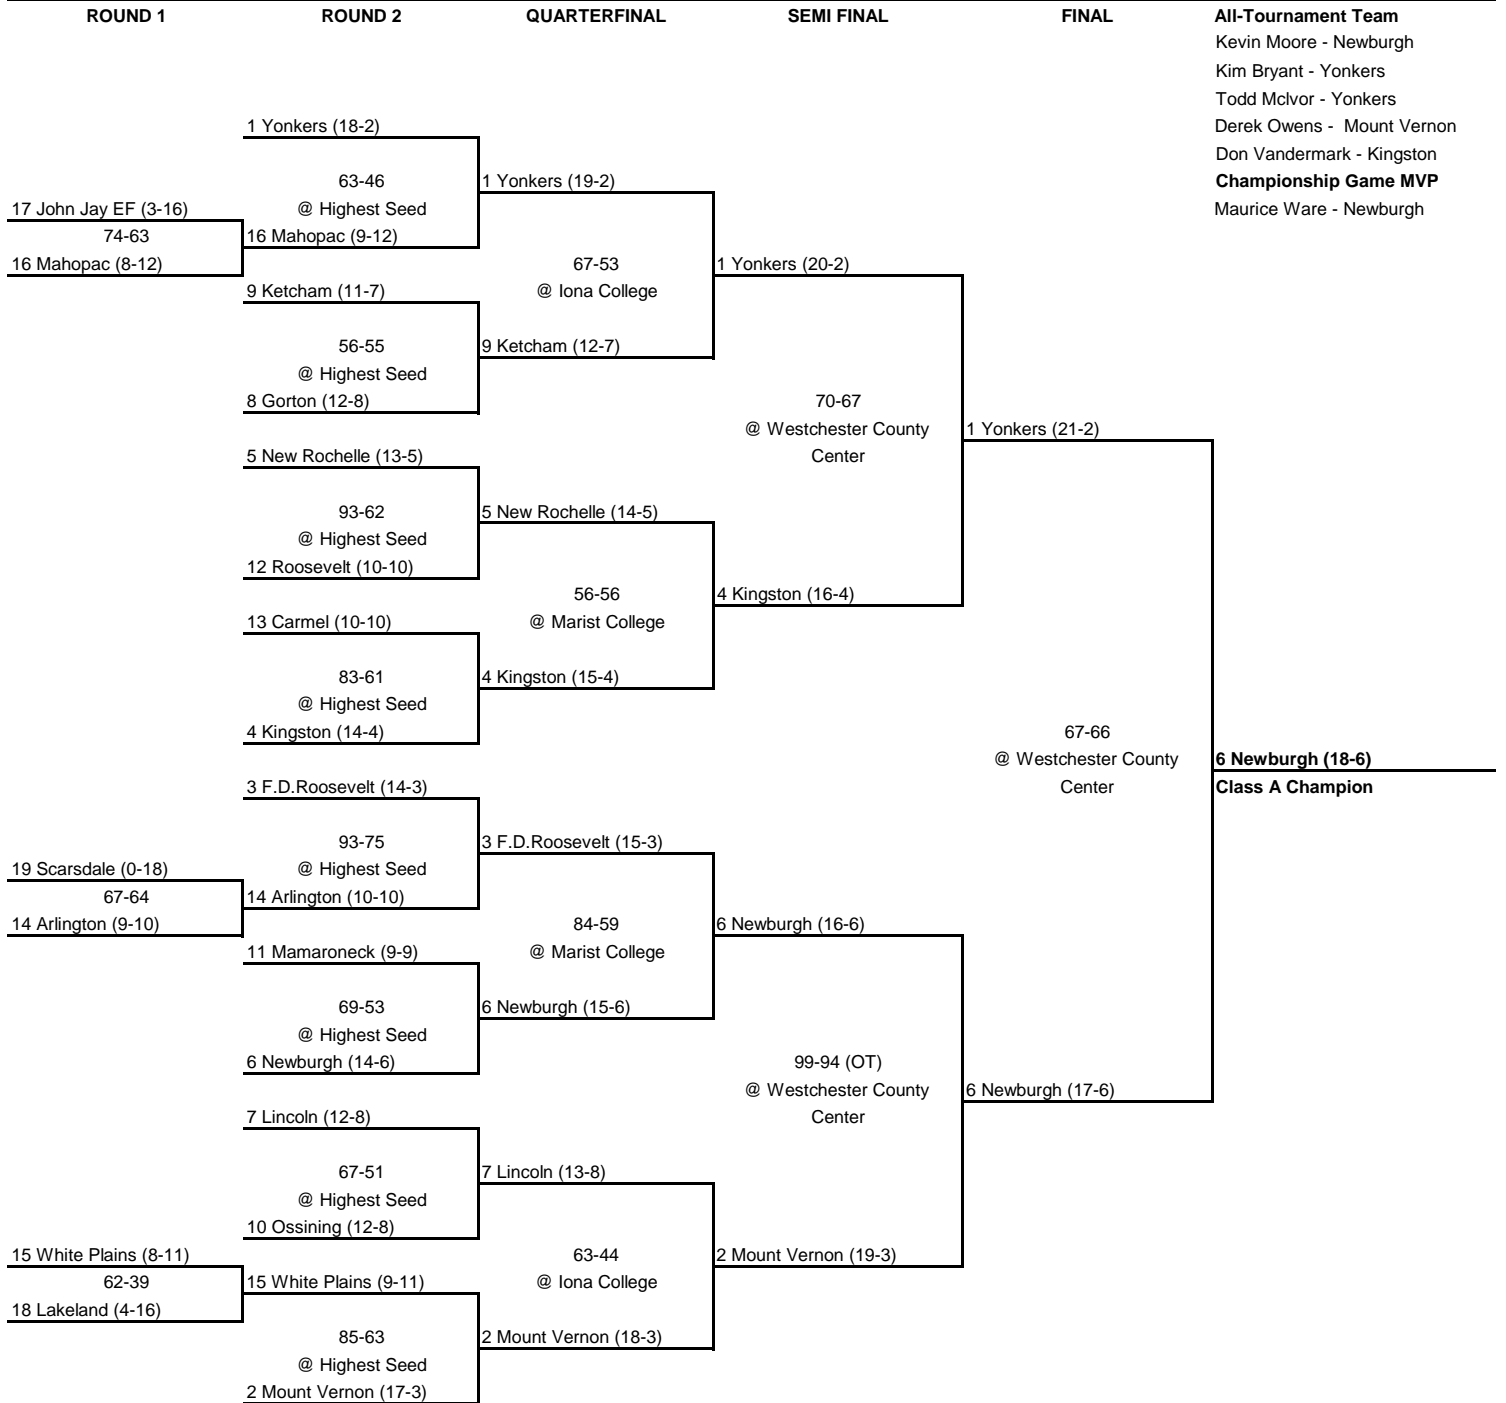 ROUND 1 ROUND 2 QUARTERFINAL SEMI FINAL FINAL All-Tournament Team
Kevin Moore - Newburgh
Kim Bryant - Yonkers
Todd McIvor - Yonkers
1 Yonkers (18-2) Derek Owens - Mount Vernon
Don Vandermark - Kingston
63-46 1 Yonkers (19-2) Championship Game MVP
17 John Jay EF (3-16) @ Highest Seed Maurice Ware - Newburgh
74-63 16 Mahopac (9-12)
16 Mahopac (8-12) 67-53 1 Yonkers (20-2)
9 Ketcham (11-7) @ Iona College
56-55 9 Ketcham (12-7)
@ Highest Seed
8 Gorton (12-8) 70-67
@ Westchester County 1 Yonkers (21-2)
5 New Rochelle (13-5) Center
93-62 5 New Rochelle (14-5)
@ Highest Seed
12 Roosevelt (10-10)
56-56 4 Kingston (16-4)
13 Carmel (10-10) @ Marist College
83-61 4 Kingston (15-4)
@ Highest Seed
4 Kingston (14-4) 67-66
@ Westchester County 6 Newburgh (18-6)
3 F.D.Roosevelt (14-3) Center Class A Champion
93-75 3 F.D.Roosevelt (15-3)
19 Scarsdale (0-18) @ Highest Seed
67-64 14 Arlington (10-10)
14 Arlington (9-10) 84-59 6 Newburgh (16-6)
11 Mamaroneck (9-9) @ Marist College
69-53 6 Newburgh (15-6)
@ Highest Seed
6 Newburgh (14-6) 99-94 (OT)
@ Westchester County 6 Newburgh (17-6)
7 Lincoln (12-8) Center
67-51 7 Lincoln (13-8)
@ Highest Seed
10 Ossining (12-8)
15 White Plains (8-11) 63-44 2 Mount Vernon (19-3)
62-39 15 White Plains (9-11) @ Iona College
18 Lakeland (4-16)
85-63 2 Mount Vernon (18-3)
@ Highest Seed
2 Mount Vernon (17-3)